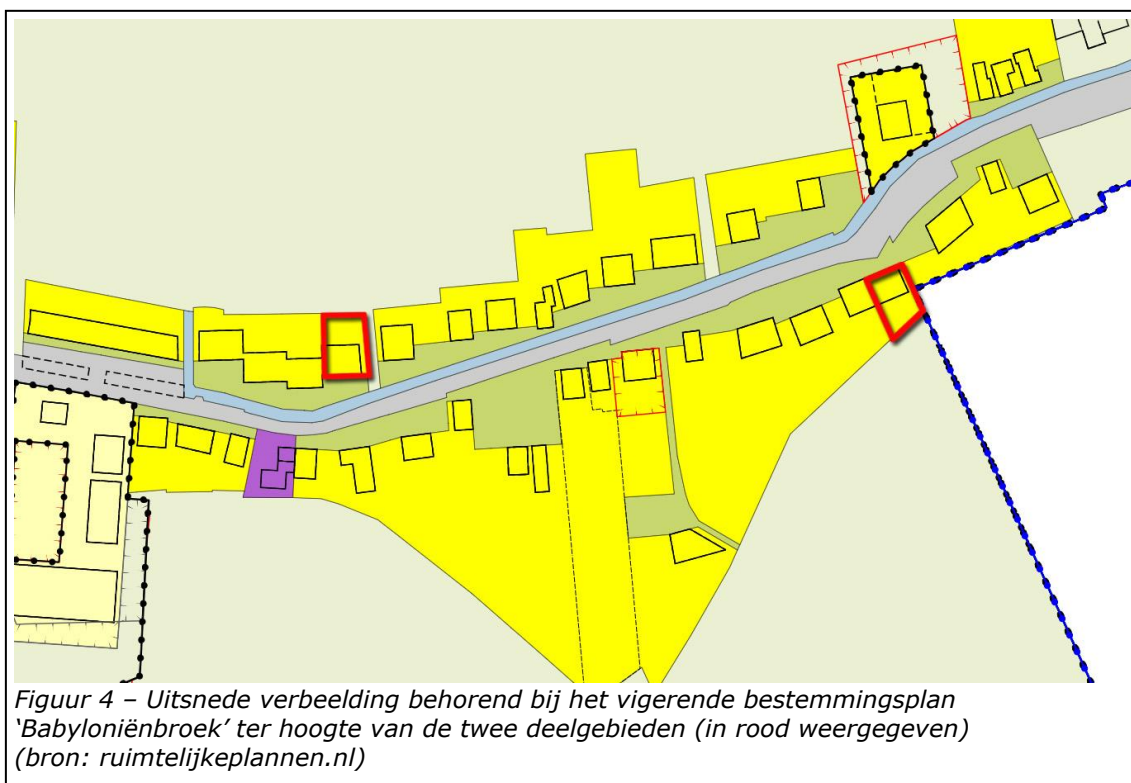 Figuur 4 – Uitsnede verbeelding behorend bij het vigerende bestemmingsplan
‘Babyloniënbroek’ ter hoogte van de twee deelgebieden (in rood weergegeven)
(bron: ruimtelijkeplannen.nl)